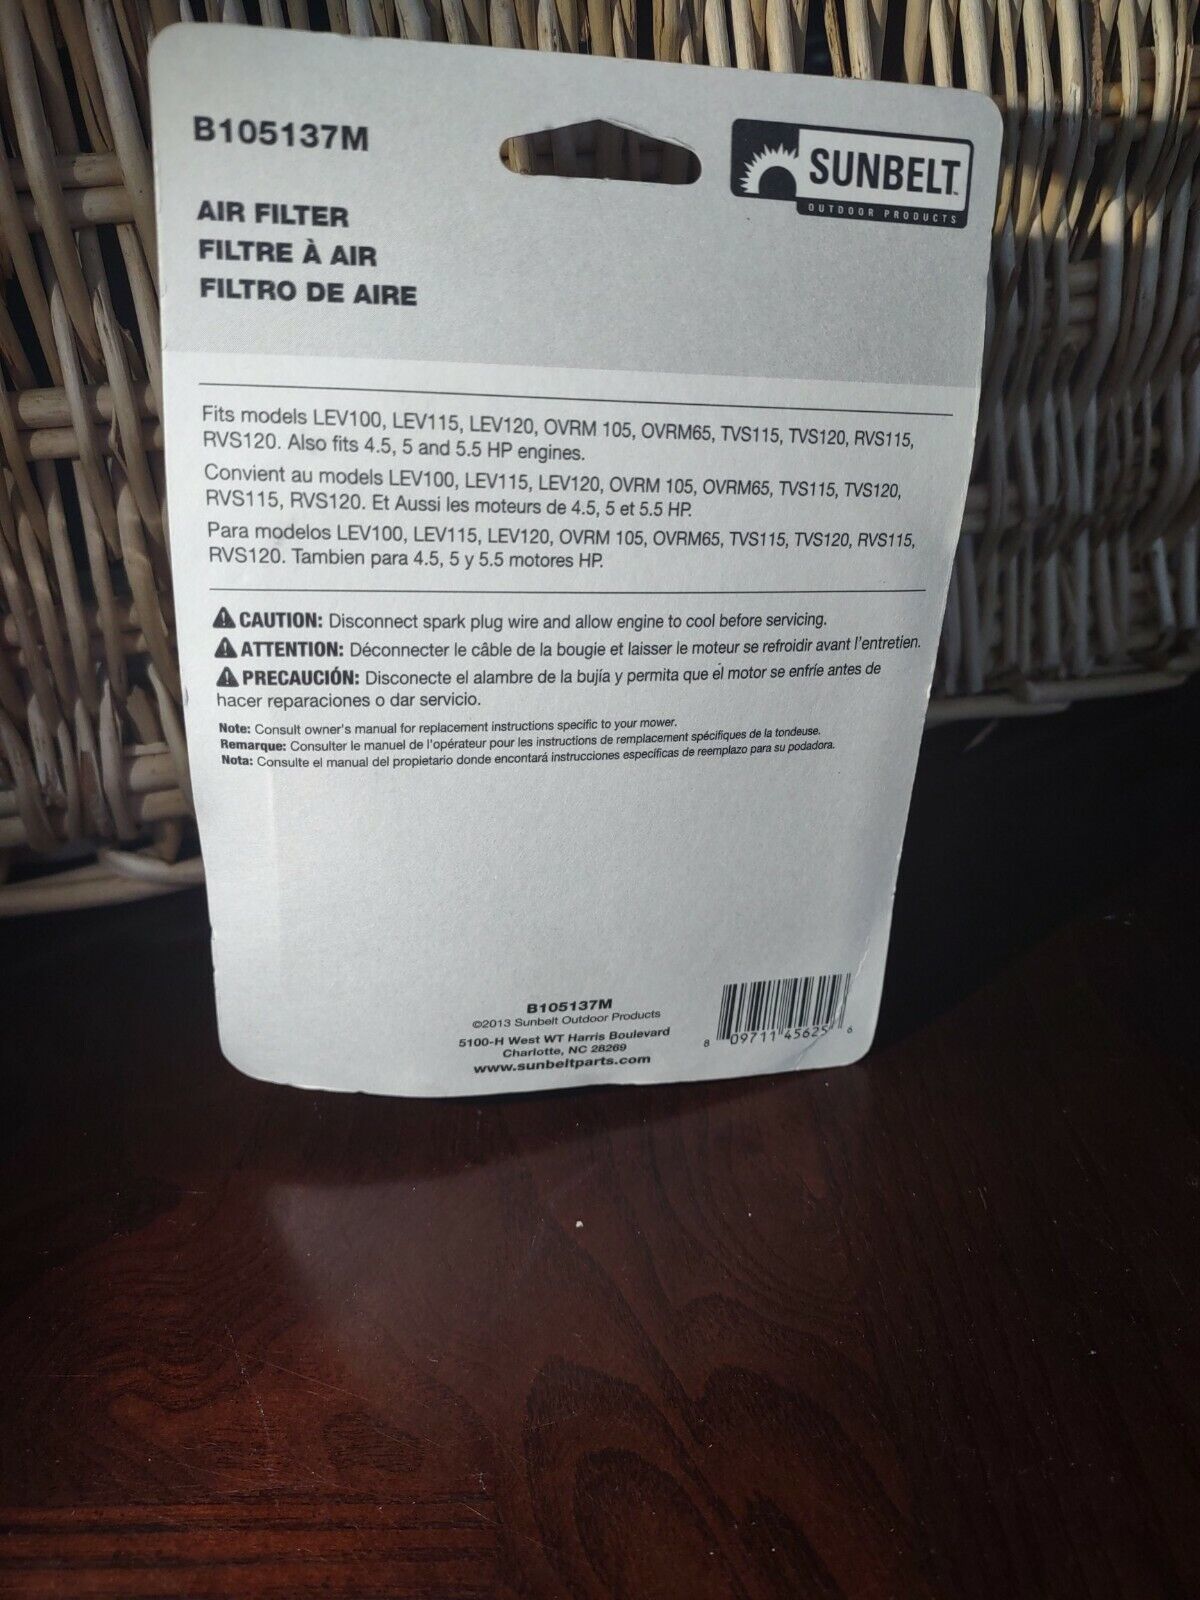 B105137M
SUNBELT™
OUTDOOR PRODUCTS
AIR FILTER
FILTRE À AIR
FILTRO DE AIRE
Fits models LEV100, LEV115, LEV120, OVRM 105, OVRM65, TVS115, TVS120, RVS115,
RVS120. Also fits 4.5, 5 and 5.5 HP engines.
Convient au models LEV100, LEV115, LEV120, OVRM 105, OVRM65, TVS115, TVS120,
RVS115, RVS120. Et Aussi les moteurs de 4.5, 5 et 5.5 HP.
Para modelos LEV100, LEV115, LEV120, OVRM 105, OVRM65, TVS115, TVS120, RVS115,
RVS120. Tambien para 4.5, 5 y 5.5 motores HP.
⚠ CAUTION: Disconnect spark plug wire and allow engine to cool before servicing.
⚠ ATTENTION: Déconnecter le câble de la bougie et laisser le moteur se refroidir avant l'entretien.
⚠ PRECAUCIÓN: Disconecte el alambre de la bujía y permita que el motor se enfríe antes de
hacer reparaciones o dar servicio.
Note: Consult owner's manual for replacement instructions specific to your mower.
Remarque: Consulter le manuel de l'opérateur pour les instructions de remplacement spécifiques de la tondeuse.
Nota: Consulte el manual del propietario donde encontará instrucciones específicas de reemplazo para su podadora.
B105137M
©2013 Sunbelt Outdoor Products
5100-H West WT Harris Boulevard
Charlotte, NC 28269
www.sunbeltparts.com
8 09711 45625 6